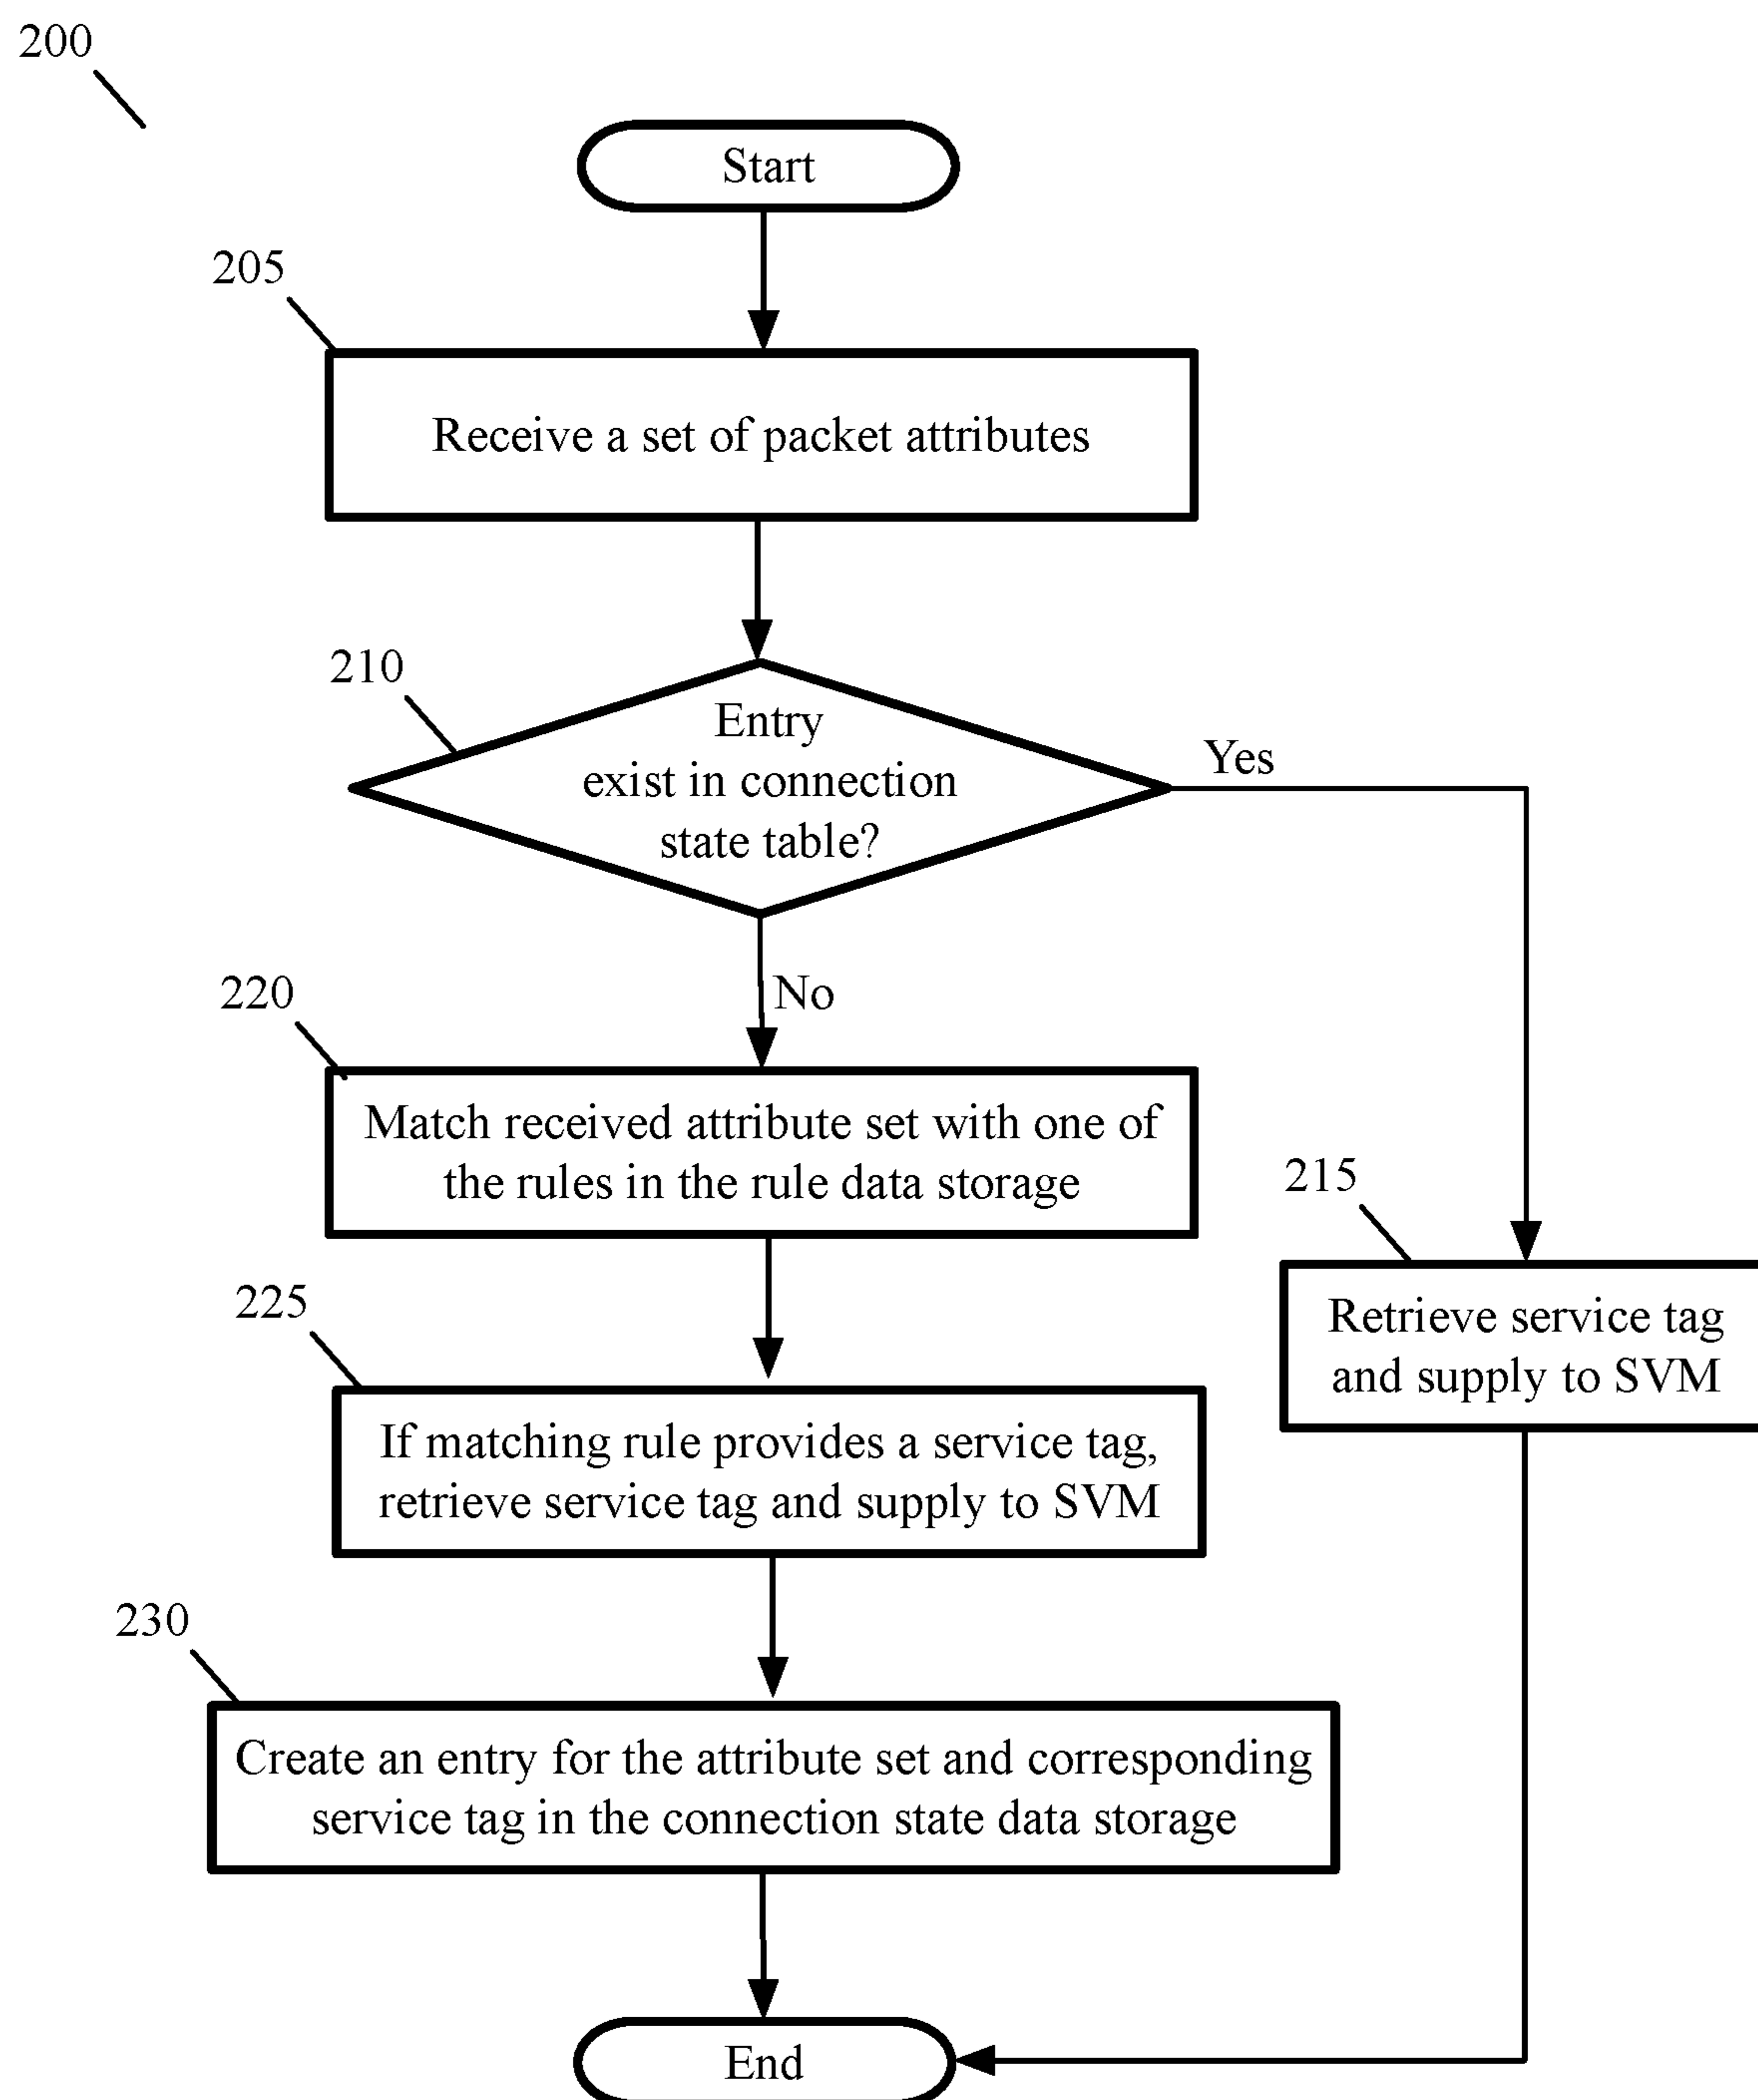 200
Start
205
Receive a set of packet attributes
210
Entry
exist in connection
state table?
Yes
No
220
Match received attribute set with one of
the rules in the rule data storage
215
Retrieve service tag
and supply to SVM
225
If matching rule provides a service tag,
retrieve service tag and supply to SVM
230
Create an entry for the attribute set and corresponding
service tag in the connection state data storage
End